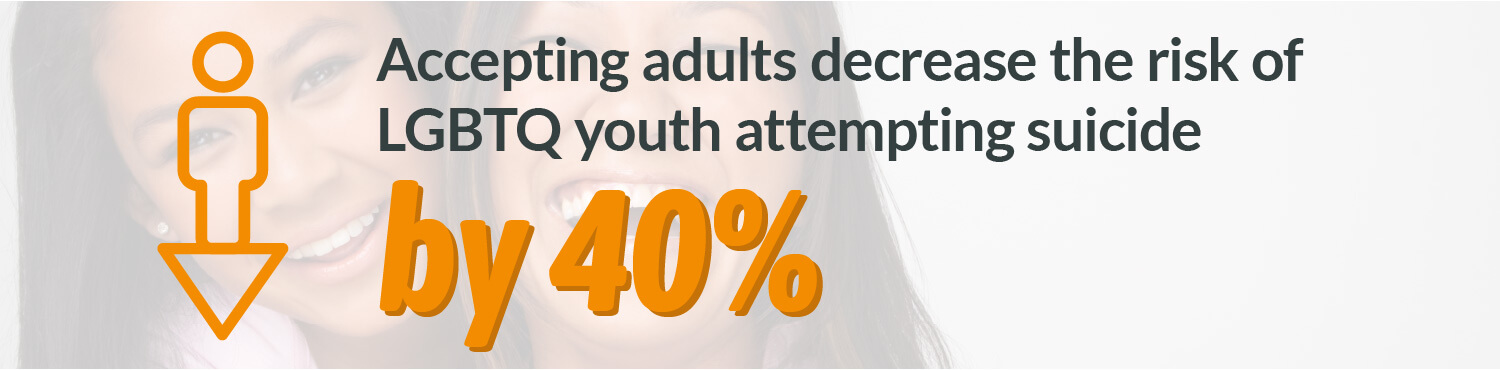 Accepting adults decrease the risk of
LGBTQ youth attempting suicide
by 40%